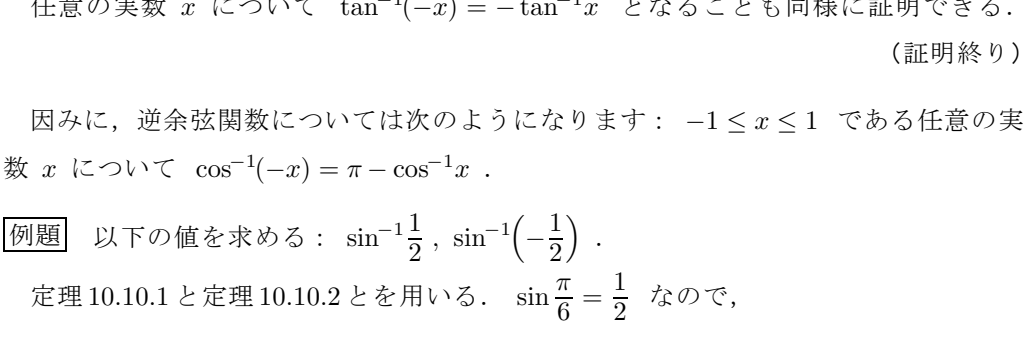 任意の実数 x について tan⁻¹(−x) = − tan⁻¹x となることも同様に証明できる．
（証明終り）
因みに，逆余弦関数については次のようになります： −1 ≤ x ≤ 1 である任意の実
数 x について cos⁻¹(−x) = π − cos⁻¹x ．
例題 以下の値を求める： sin⁻¹ 1/2 , sin⁻¹(−1/2) ．
定理 10.10.1 と定理 10.10.2 とを用いる． sin π/6 = 1/2 なので，